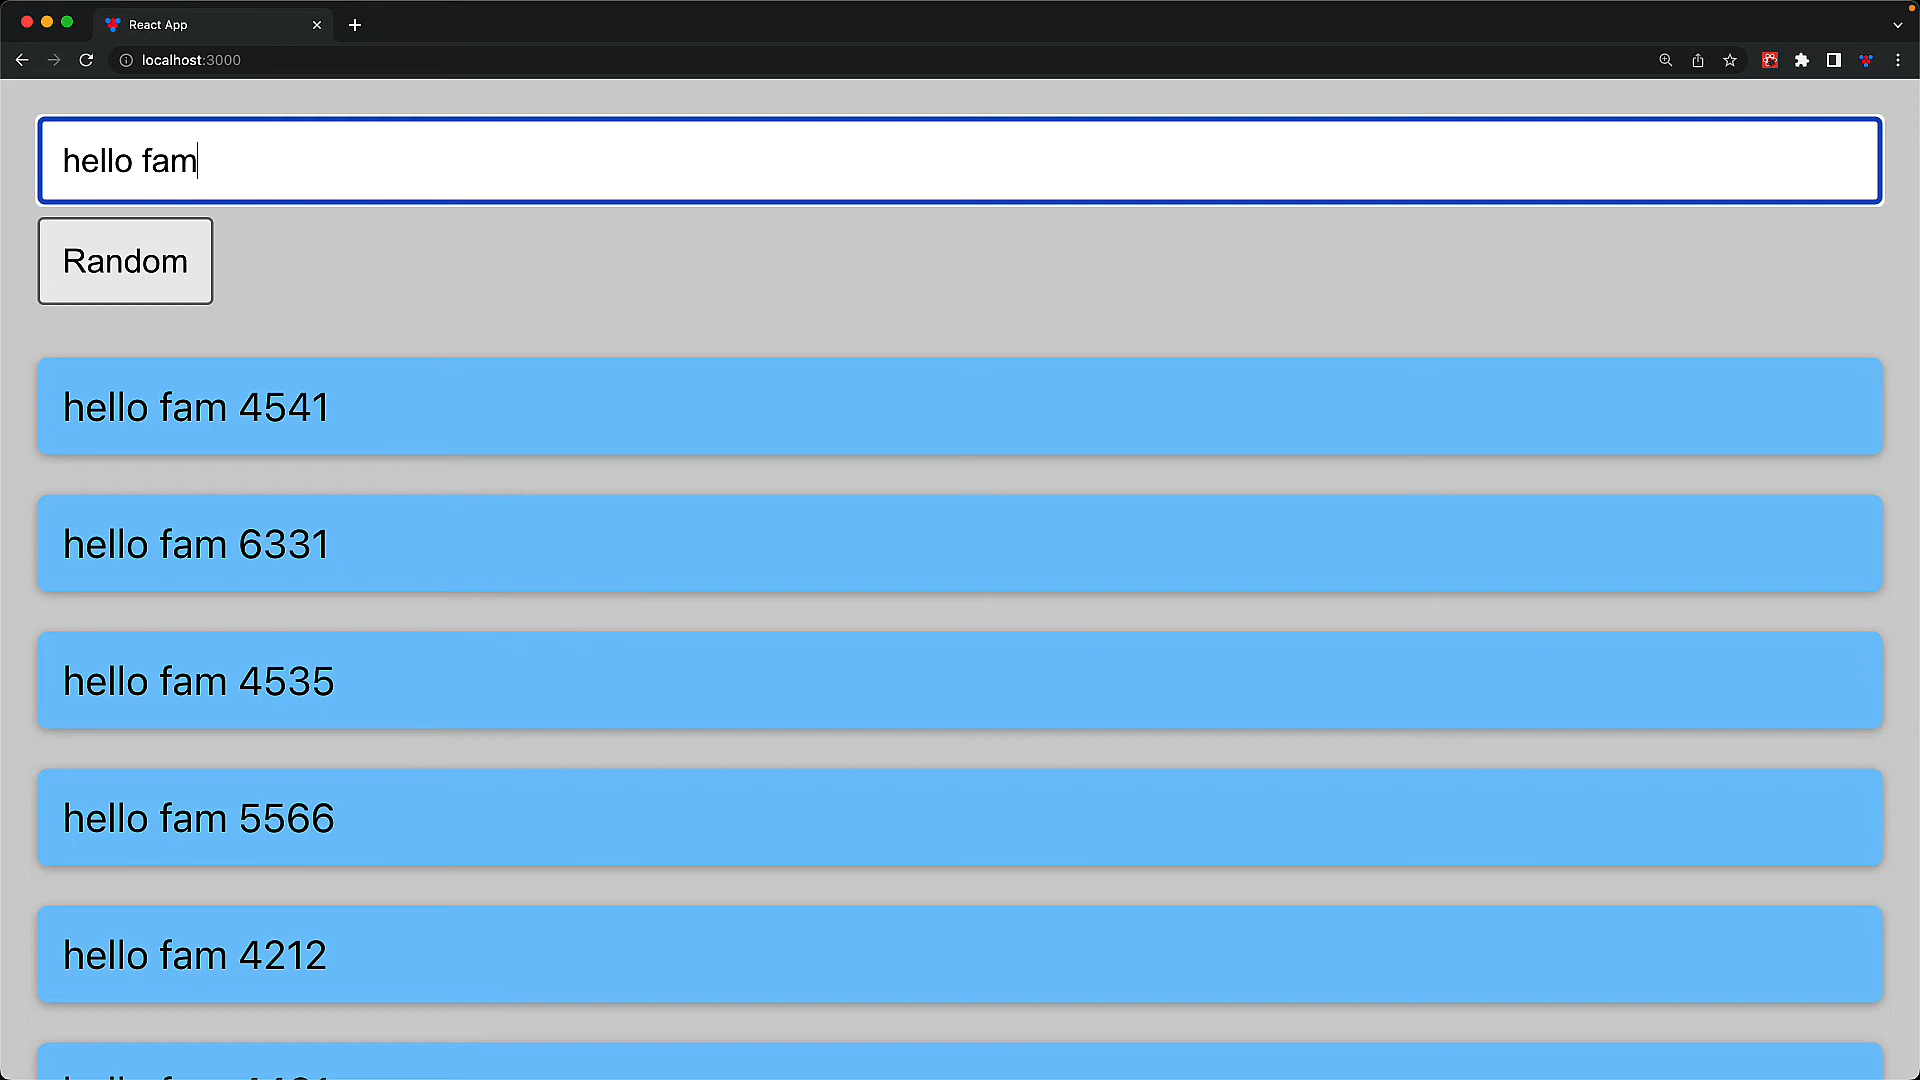 React App
localhost:3000
hello fam
Random
hello fam 4541
hello fam 6331
hello fam 4535
hello fam 5566
hello fam 4212